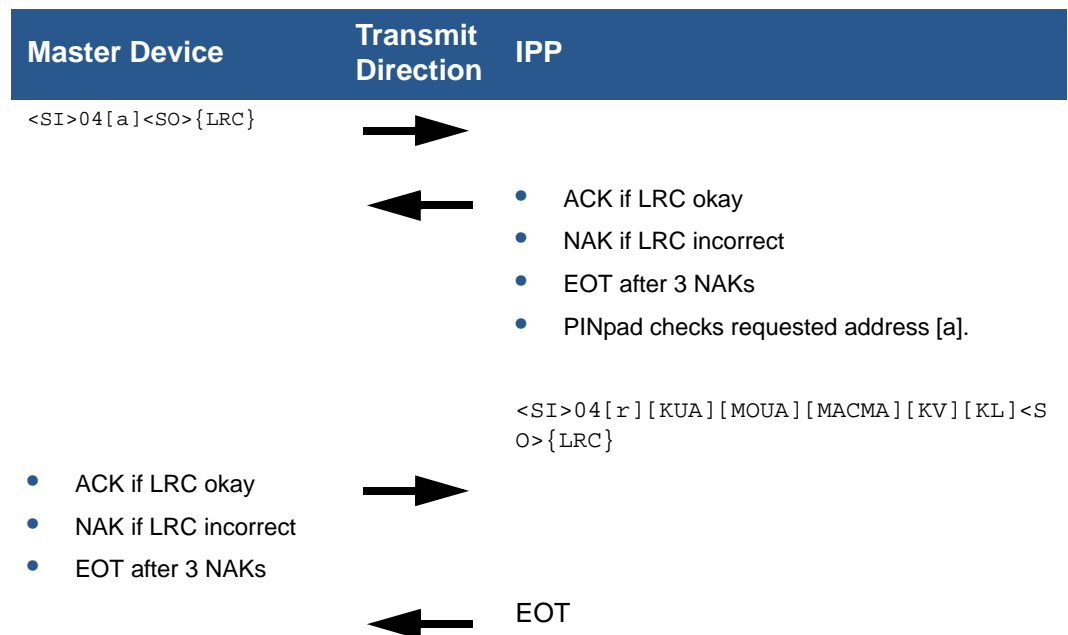 Master Device
Transmit
Direction
IPP
<SI>04[a]<SO>{LRC}
• ACK if LRC okay
• NAK if LRC incorrect
• EOT after 3 NAKs
• PINpad checks requested address [a].
<SI>04[r][KUA][MOUA][MACMA][KV][KL]<S
O>{LRC}
• ACK if LRC okay
• NAK if LRC incorrect
• EOT after 3 NAKs
EOT